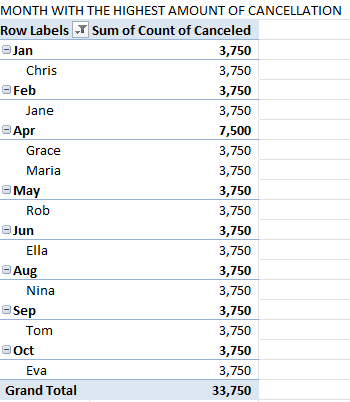 MONTH WITH THE HIGHEST AMOUNT OF CANCELLATION
Row Labels Sum of Count of Canceled
Jan 3,750
Chris 3,750
Feb 3,750
Jane 3,750
Apr 7,500
Grace 3,750
Maria 3,750
May 3,750
Rob 3,750
Jun 3,750
Ella 3,750
Aug 3,750
Nina 3,750
Sep 3,750
Tom 3,750
Oct 3,750
Eva 3,750
Grand Total 33,750